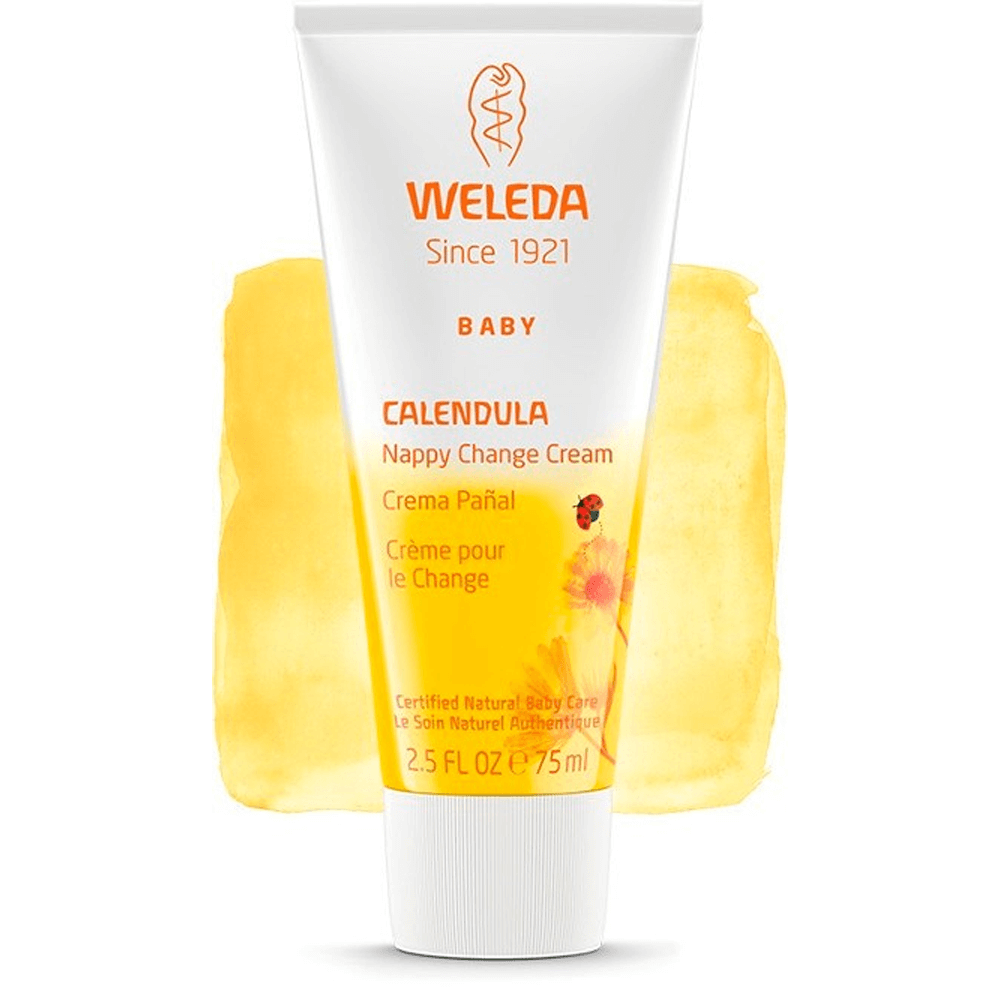 WELEDA
Since 1921
BABY
CALENDULA
Nappy Change Cream
Crema Pañal
Crème pour
le Change
Certified Natural Baby Care
Le Soin Naturel Authentique
2.5 FL OZ e 75 ml